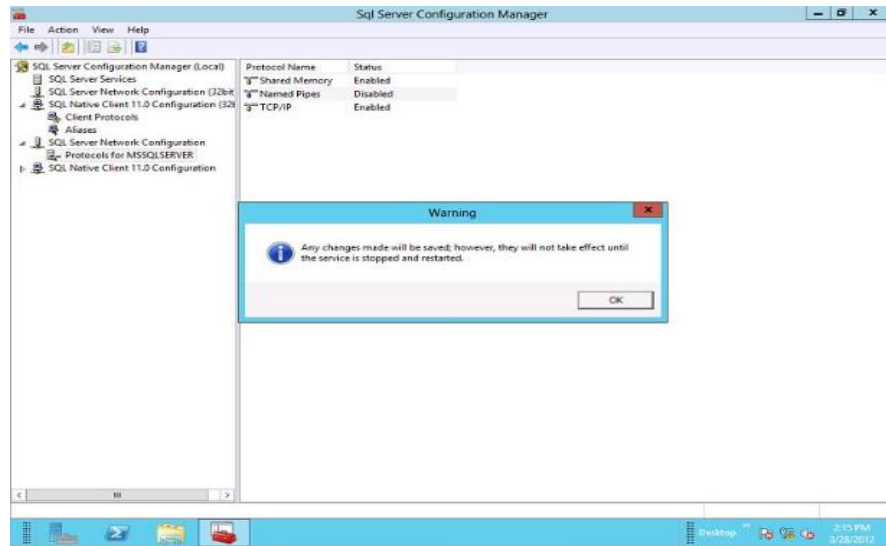 Sql Server Configuration Manager
File Action View Help
SQL Server Configuration Manager (Local)
SQL Server Services
SQL Server Network Configuration (32bit
SQL Native Client 11.0 Configuration (32b
Client Protocols
Aliases
SQL Server Network Configuration
Protocols for MSSQLSERVER
SQL Native Client 11.0 Configuration
Protocol Name Status
Shared Memory Enabled
Named Pipes Disabled
TCP/IP Enabled
Warning
Any changes made will be saved; however, they will not take effect until
the service is stopped and restarted.
OK
Desktop
2:15 PM
3/28/2012